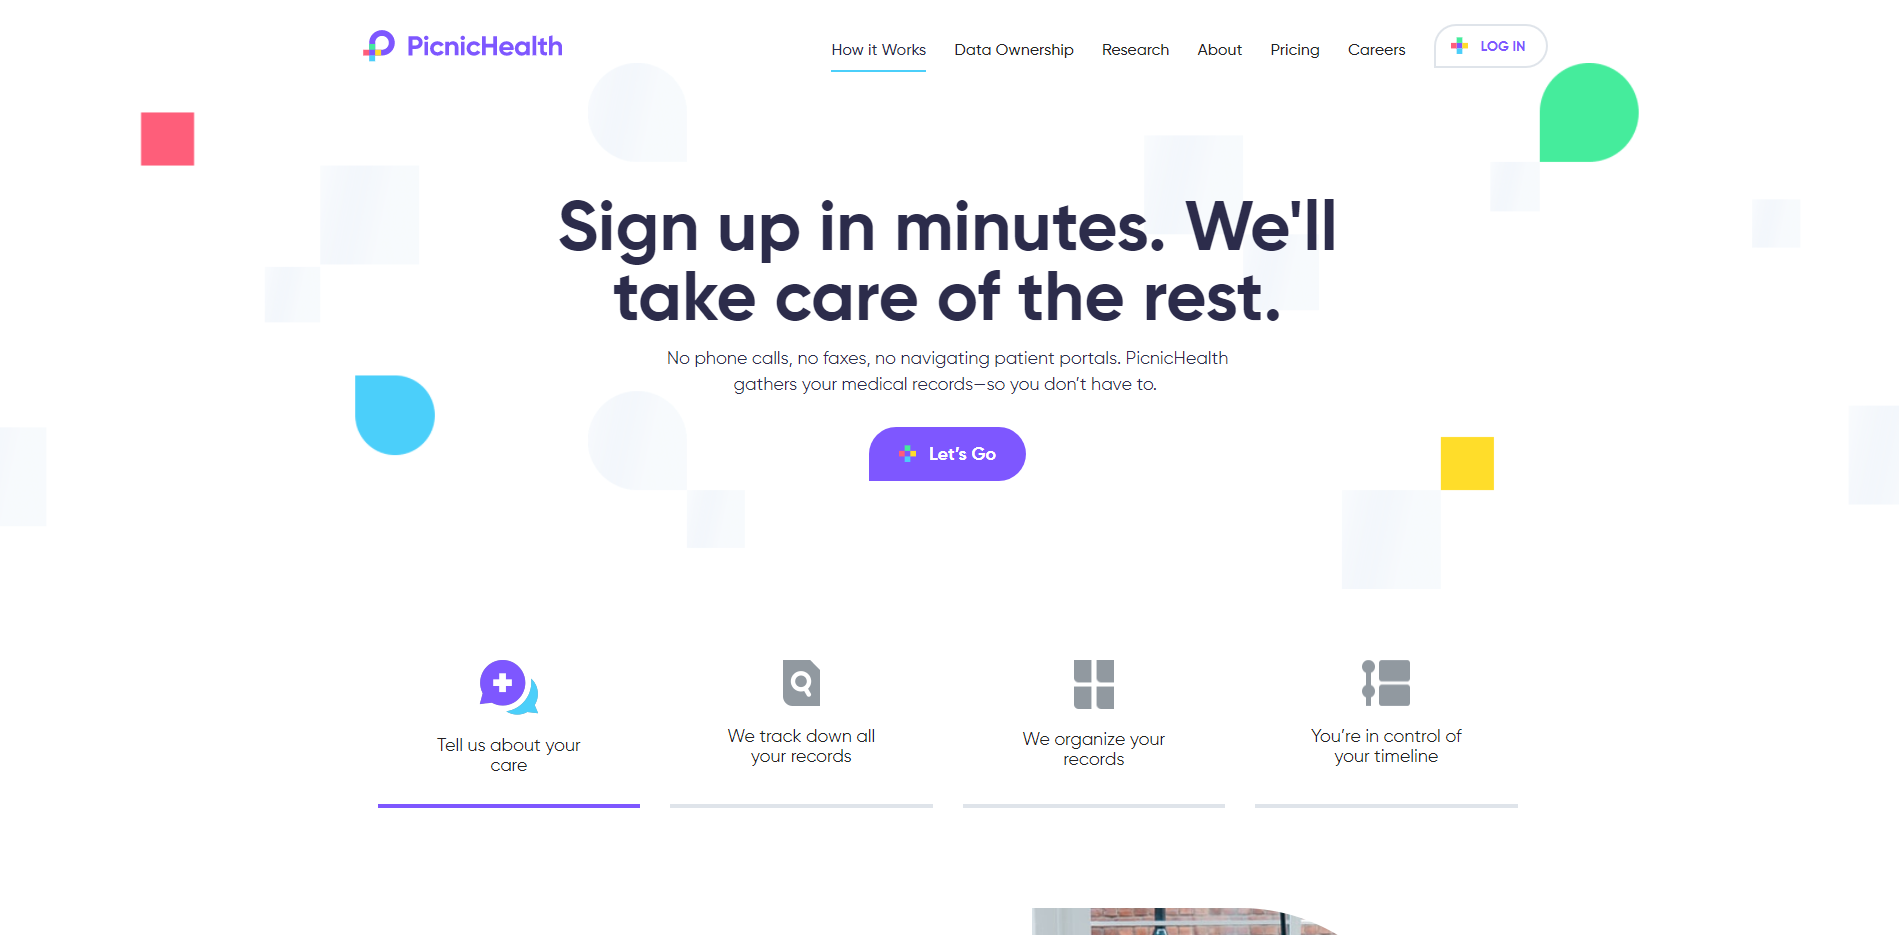 PicnicHealth
How it Works
Data Ownership
Research
About
Pricing
Careers
LOG IN
Sign up in minutes. We'll
take care of the rest.
No phone calls, no faxes, no navigating patient portals. PicnicHealth
gathers your medical records—so you don’t have to.
Let’s Go
Tell us about your
care
We track down all
your records
We organize your
records
You’re in control of
your timeline